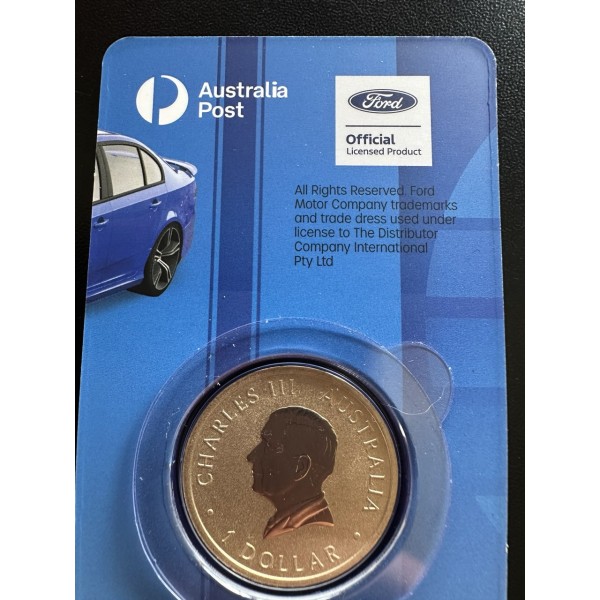 Australia
Post
Ford
Official
Licensed Product
All Rights Reserved. Ford
Motor Company trademarks
and trade dress used under
license to The Distributor
Company International
Pty Ltd
CHARLES III AUSTRALIA
• 1 DOLLAR •